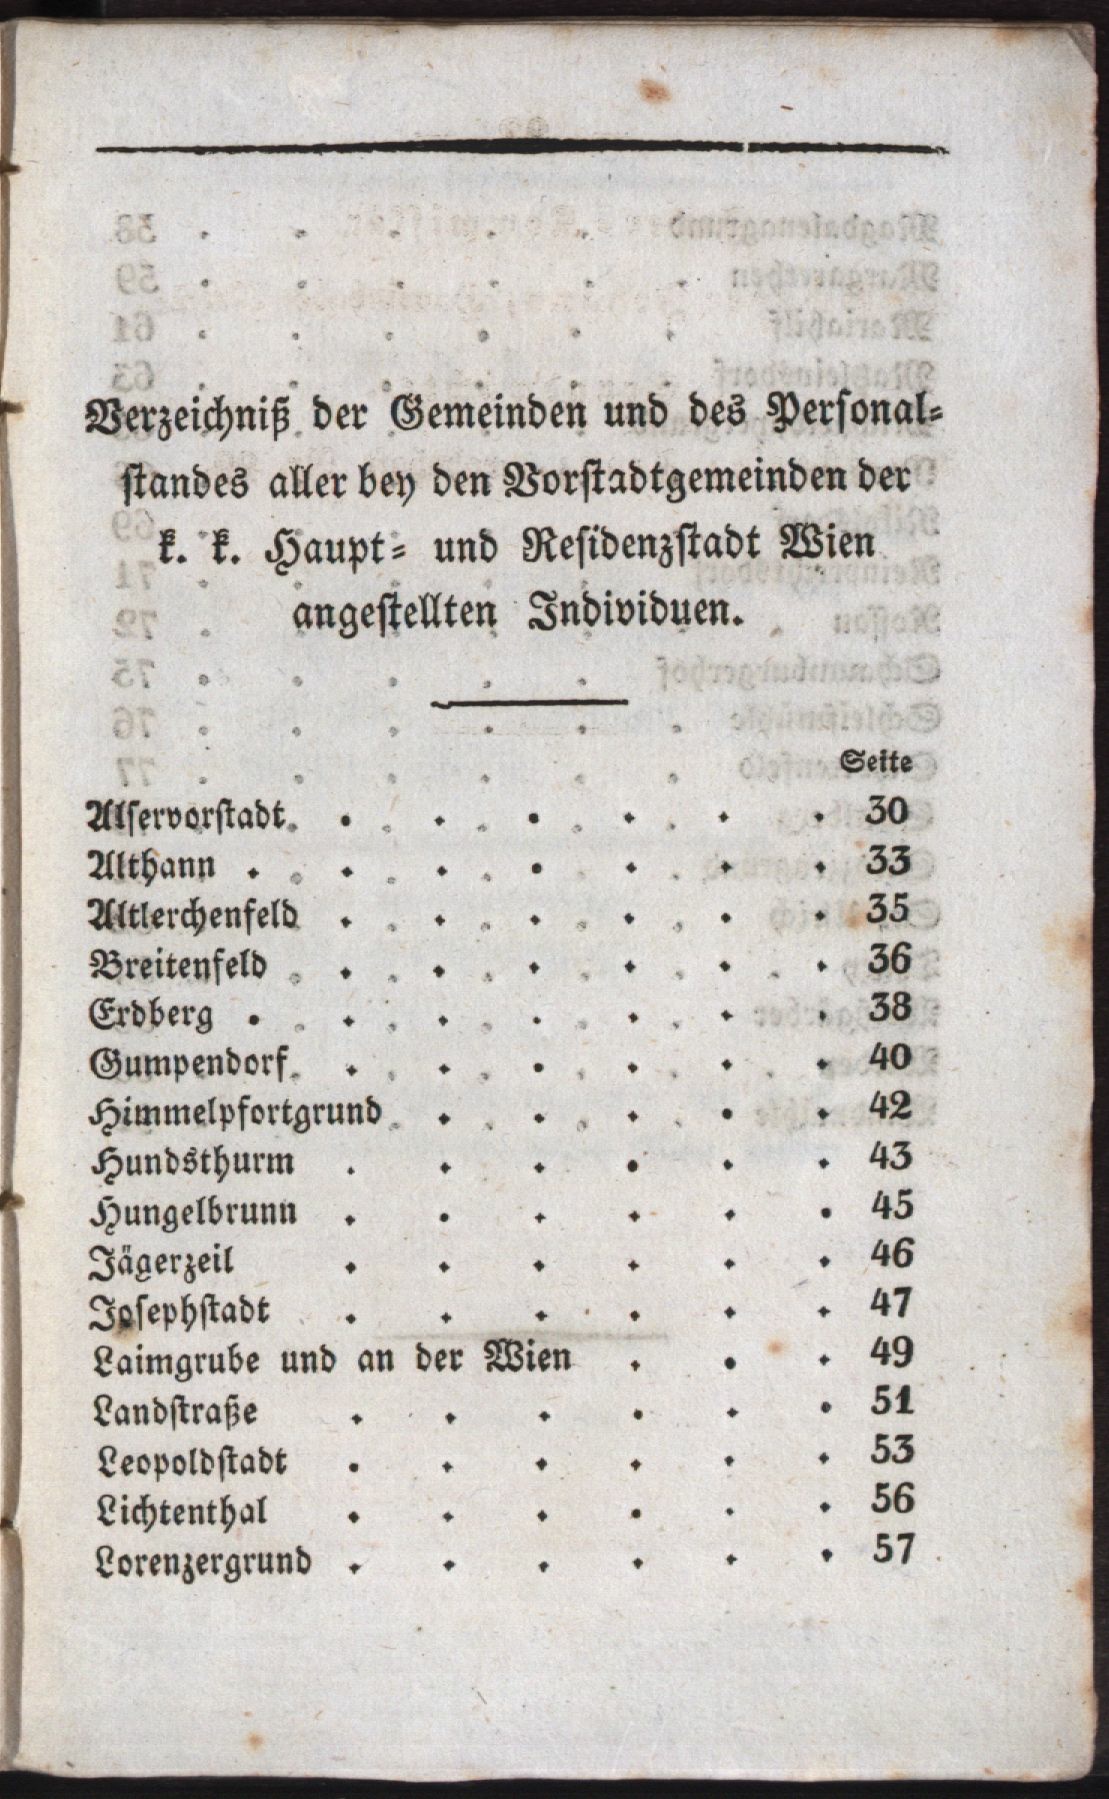 Verzeichniß der Gemeinden und des Personal-
standes aller bey den Vorstadtgemeinden der
k. k. Haupt- und Residenzstadt Wien
angestellten Individuen.
Seite
Alservorstadt . . . . . . 30
Althann . . . . . . . 33
Altlerchenfeld . . . . . . 35
Breitenfeld . . . . . . 36
Erdberg . . . . . . . 38
Gumpendorf . . . . . . 40
Himmelpfortgrund . . . . . 42
Hundsthurm . . . . . . 43
Hungelbrunn . . . . . . 45
Jägerzeil . . . . . . 46
Josephstadt . . . . . . 47
Laimgrube und an der Wien . . . 49
Landstraße . . . . . . 51
Leopoldstadt . . . . . . 53
Lichtenthal . . . . . . 56
Lorenzergrund . . . . . . 57